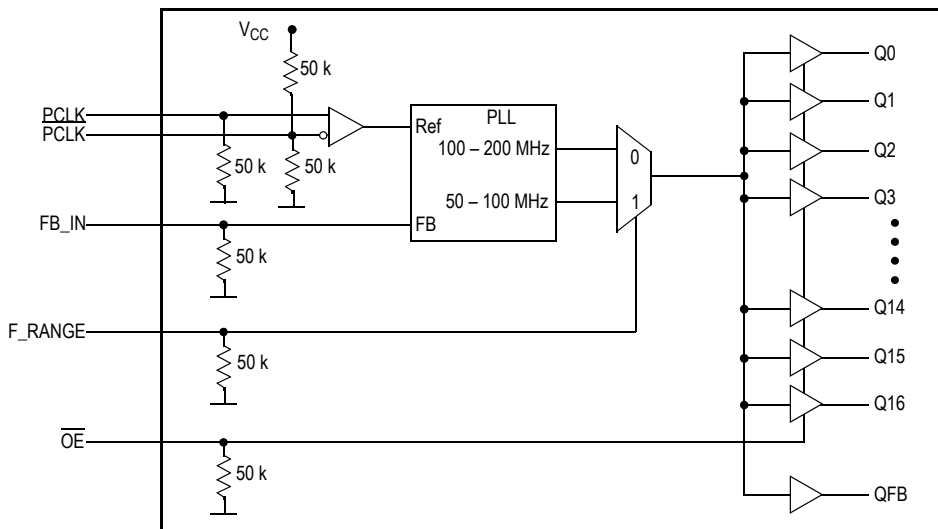 VCC
50 k
PCLK
PCLK
50 k
50 k
Ref
PLL
100 – 200 MHz
50 – 100 MHz
FB
0
1
FB_IN
50 k
F_RANGE
50 k
OE
50 k
Q0
Q1
Q2
Q3
Q14
Q15
Q16
QFB